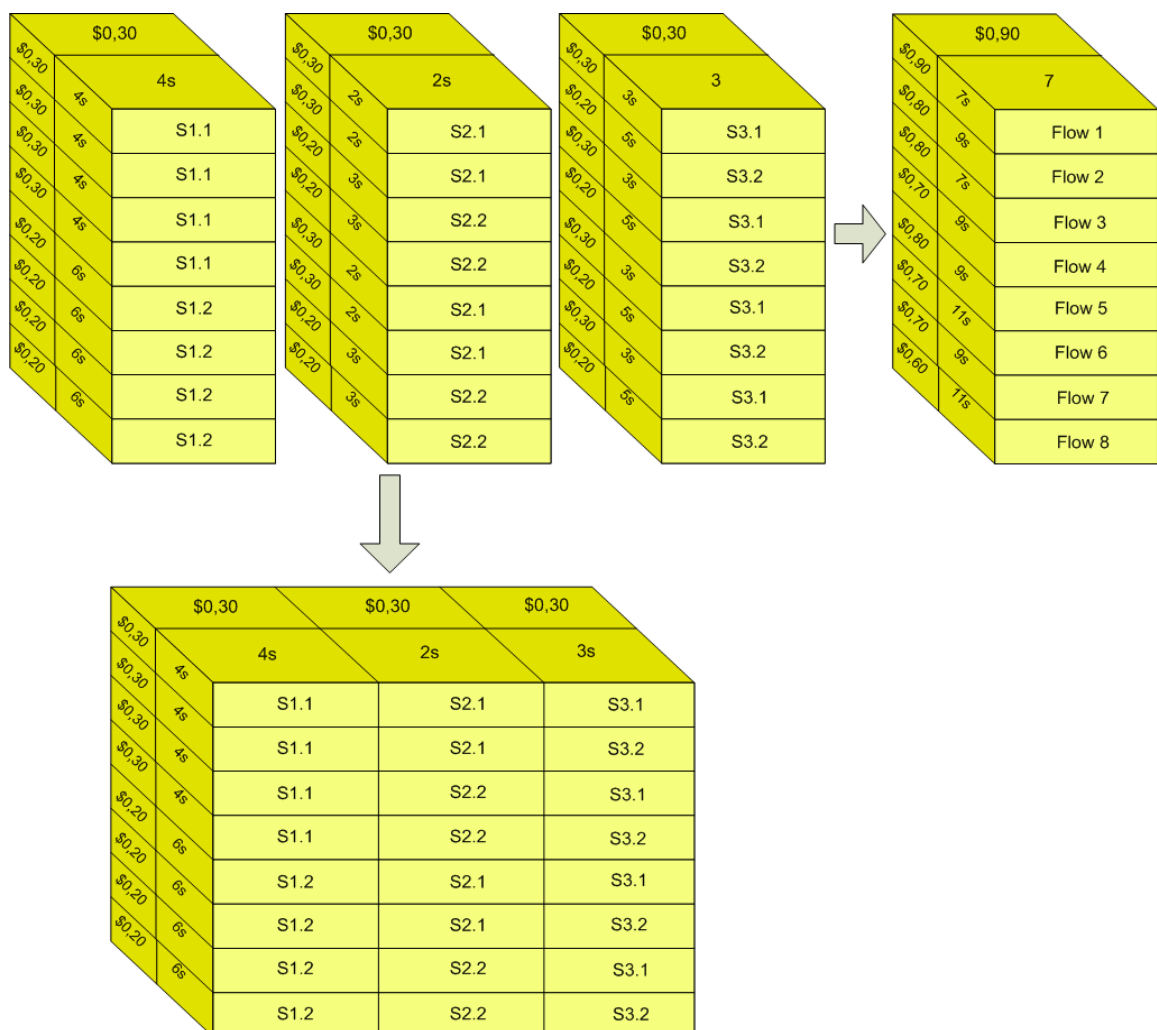 $0,30
4s
$0,30
$0,30
$0,30
$0,30
$0,20
$0,20
$0,20
$0,20
4s
4s
4s
4s
6s
6s
6s
6s
S1.1
S1.1
S1.1
S1.1
S1.2
S1.2
S1.2
S1.2
$0,30
2s
$0,30
$0,30
$0,20
$0,20
$0,30
$0,30
$0,20
$0,20
2s
2s
3s
3s
2s
2s
3s
3s
S2.1
S2.1
S2.2
S2.2
S2.1
S2.1
S2.2
S2.2
$0,30
3
$0,30
$0,20
$0,30
$0,20
$0,30
$0,20
$0,30
$0,20
3s
5s
3s
5s
3s
5s
3s
5s
S3.1
S3.2
S3.1
S3.2
S3.1
S3.2
S3.1
S3.2
$0,90
7
$0,90
$0,80
$0,80
$0,70
$0,80
$0,70
$0,70
$0,60
7s
9s
7s
9s
9s
11s
9s
11s
Flow 1
Flow 2
Flow 3
Flow 4
Flow 5
Flow 6
Flow 7
Flow 8
$0,30 $0,30 $0,30
4s 2s 3s
$0,30
$0,30
$0,30
$0,30
$0,20
$0,20
$0,20
$0,20
4s
4s
4s
4s
6s
6s
6s
6s
S1.1 S2.1 S3.1
S1.1 S2.1 S3.2
S1.1 S2.2 S3.1
S1.1 S2.2 S3.2
S1.2 S2.1 S3.1
S1.2 S2.1 S3.2
S1.2 S2.2 S3.1
S1.2 S2.2 S3.2